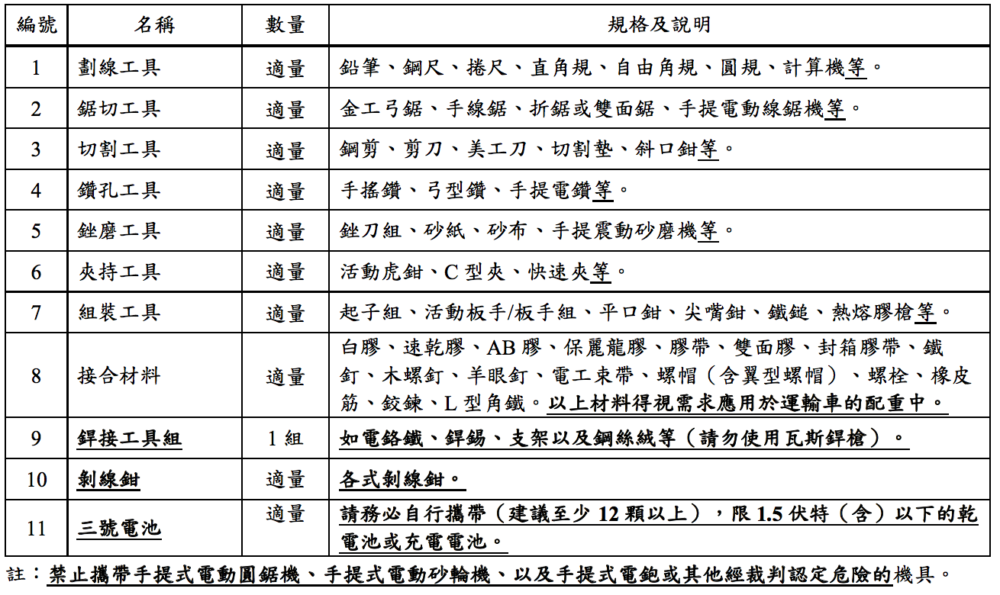 編號 名稱 數量 規格及說明
1 劃線工具 適量 鉛筆、鋼尺、捲尺、直角規、自由角規、圓規、計算機等。
2 鋸切工具 適量 金工弓鋸、手線鋸、折鋸或雙面鋸、手提電動線鋸機等。
3 切割工具 適量 鋼剪、剪刀、美工刀、切割墊、斜口鉗等。
4 鑽孔工具 適量 手搖鑽、弓型鑽、手提電鑽等。
5 銼磨工具 適量 銼刀組、砂紙、砂布、手提震動砂磨機等。
6 夾持工具 適量 活動虎鉗、C 型夾、快速夾等。
7 組裝工具 適量 起子組、活動板手/板手組、平口鉗、尖嘴鉗、鐵鎚、熱熔膠槍等。
8 接合材料 適量 白膠、速乾膠、AB 膠、保麗龍膠、膠帶、雙面膠、封箱膠帶、鐵
釘、木螺釘、羊眼釘、電工束帶、螺帽（含翼型螺帽）、螺栓、橡皮
筋、鉸鍊、L 型角鐵。以上材料得視需求應用於運輸車的配重中。
9 銲接工具組 1 組 如電鉻鐵、銲錫、支架以及鋼絲絨等（請勿使用瓦斯銲槍）。
10 剝線鉗 適量 各式剝線鉗。
11 三號電池 適量 請務必自行攜帶（建議至少 12 顆以上），限 1.5 伏特（含）以下的乾
電池或充電電池。
註：禁止攜帶手提式電動圓鋸機、手提式電動砂輪機、以及手提式電鉋或其他經裁判認定危險的機具。